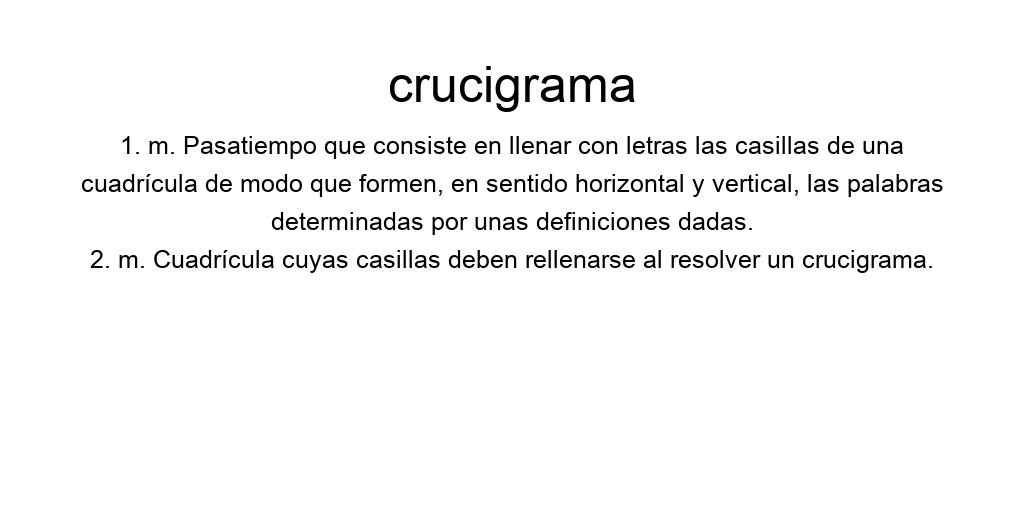 crucigrama
1. m. Pasatiempo que consiste en llenar con letras las casillas de una
cuadrícula de modo que formen, en sentido horizontal y vertical, las palabras
determinadas por unas definiciones dadas.
2. m. Cuadrícula cuyas casillas deben rellenarse al resolver un crucigrama.